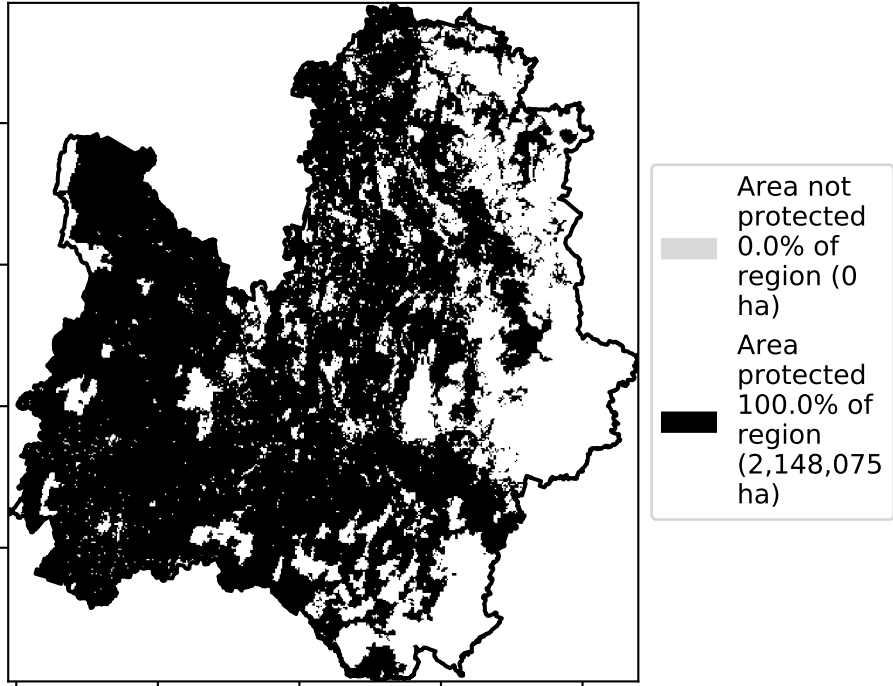 Area not
protected
0.0% of
region (0
ha)
Area
protected
100.0% of
region
(2,148,075
ha)